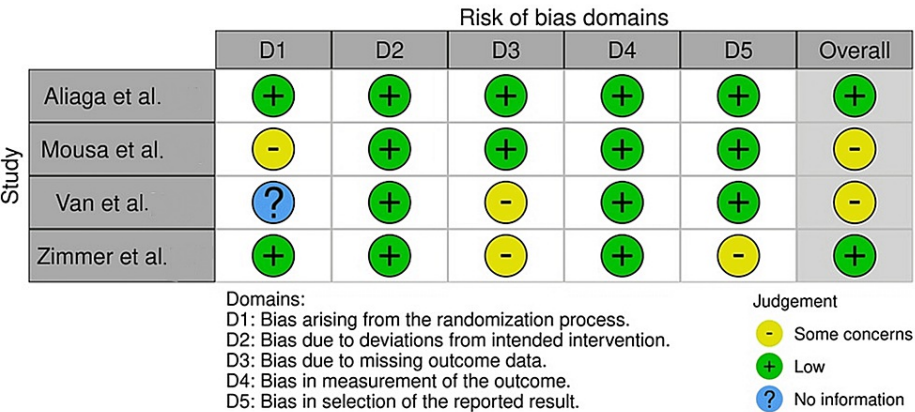 Risk of bias domains
D1 D2 D3 D4 D5 Overall
Study
Aliaga et al. + + + + + +
Mousa et al. - + + + + -
Van et al. ? + - + + -
Zimmer et al. + + - + - +
Domains:
D1: Bias arising from the randomization process.
D2: Bias due to deviations from intended intervention.
D3: Bias due to missing outcome data.
D4: Bias in measurement of the outcome.
D5: Bias in selection of the reported result.
Judgement
- Some concerns
+ Low
? No information